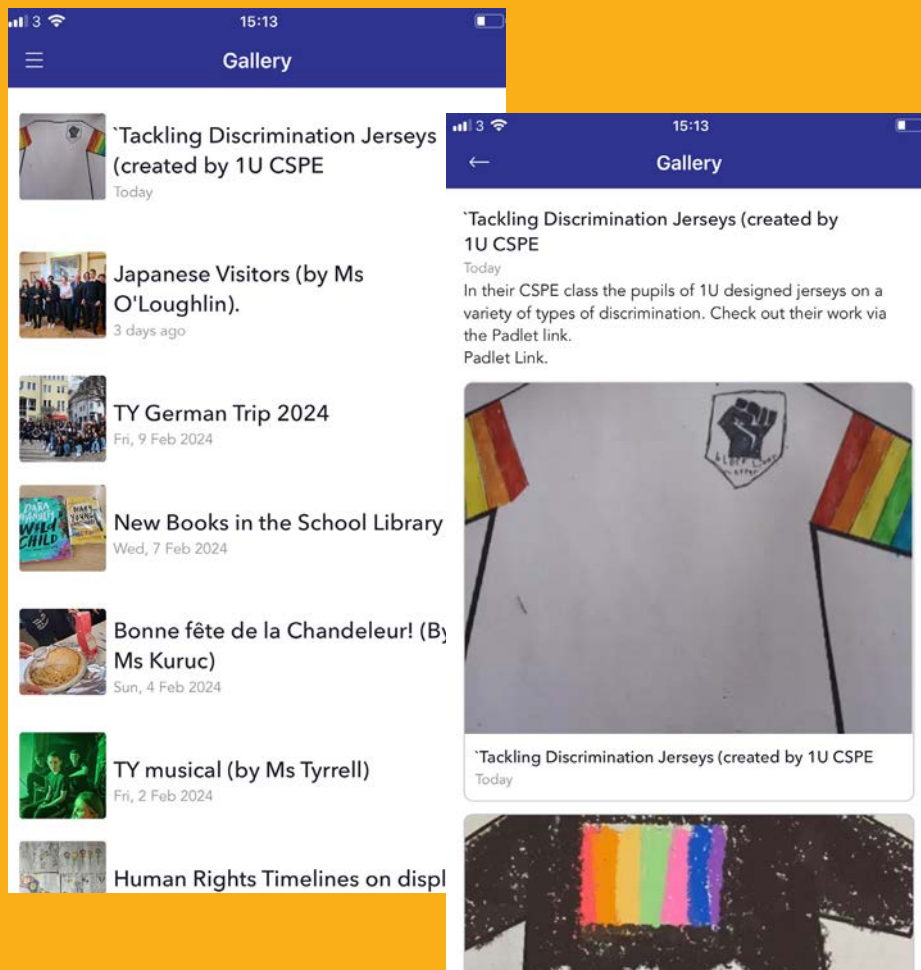 3
15:13
Gallery
`Tackling Discrimination Jerseys
(created by 1U CSPE
Today
Japanese Visitors (by Ms
O'Loughlin).
3 days ago
TY German Trip 2024
Fri, 9 Feb 2024
WILD
CHILD
New Books in the School Library
Wed, 7 Feb 2024
Bonne fête de la Chandeleur! (By
Ms Kuruc)
Sun, 4 Feb 2024
TY musical (by Ms Tyrrell)
Fri, 2 Feb 2024
Human Rights Timelines on displ
3
15:13
Gallery
`Tackling Discrimination Jerseys (created by
1U CSPE
Today
In their CSPE class the pupils of 1U designed jerseys on a
variety of types of discrimination. Check out their work via
the Padlet link.
Padlet Link.
black lives
matter
`Tackling Discrimination Jerseys (created by 1U CSPE
Today